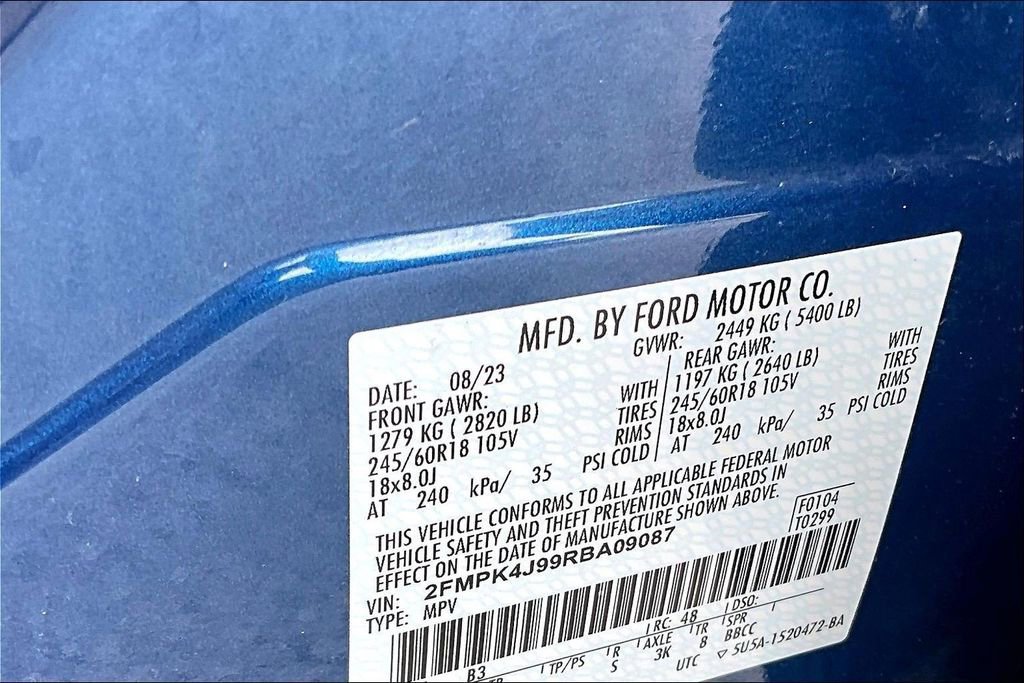 MFD. BY FORD MOTOR CO.
DATE: 08/23 GVWR: 2449 KG ( 5400 LB)
FRONT GAWR: WITH REAR GAWR: WITH
1279 KG ( 2820 LB) TIRES 1197 KG ( 2640 LB) TIRES
245/60R18 105V RIMS 245/60R18 105V RIMS
18x8.0J PSI COLD 18x8.0J PSI COLD
AT 240 kPa/ 35 AT 240 kPa/ 35
THIS VEHICLE CONFORMS TO ALL APPLICABLE FEDERAL MOTOR
VEHICLE SAFETY AND THEFT PREVENTION STANDARDS IN
EFFECT ON THE DATE OF MANUFACTURE SHOWN ABOVE.
F0104
T0299
VIN: 2FMPK4J99RBA09087
TYPE: MPV
RC: 48 DSO:
B3 TP/PS R AXLE TR SPR
S 3K 8 BBCC
UTC ▽ 5U5A-1520472-BA